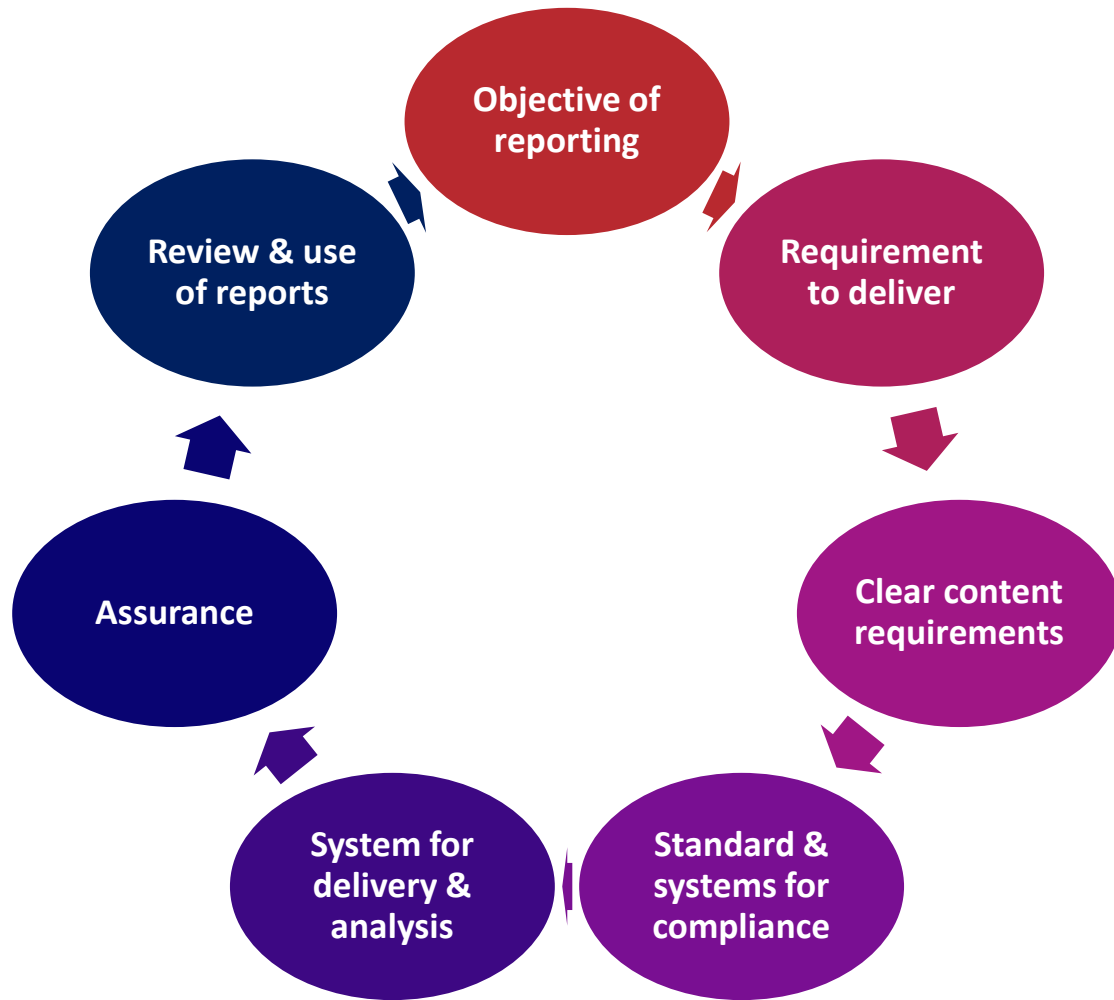 Objective of
reporting
Requirement
to deliver
Clear content
requirements
Standard &
systems for
compliance
System for
delivery &
analysis
Assurance
Review & use
of reports